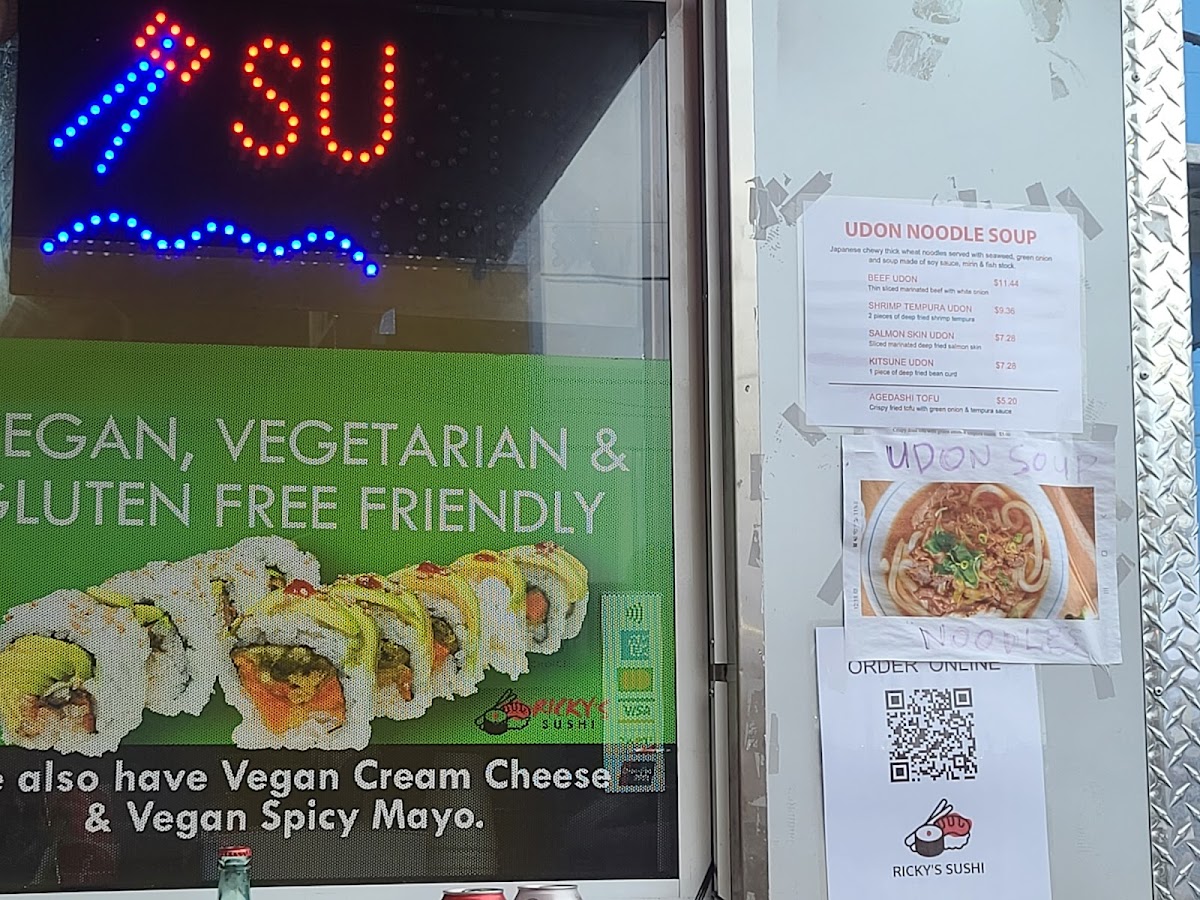 SU
EGAN, VEGETARIAN &
GLUTEN FREE FRIENDLY
RICKY'S
SUSHI
VISA
e also have Vegan Cream Cheese
& Vegan Spicy Mayo.
UDON NOODLE SOUP
Japanese chewy thick wheat noodles served with seaweed, green onion
and soup made of soy sauce, mirin & fish stock.
BEEF UDON $11.44
Thin sliced marinated beef with white onion
SHRIMP TEMPURA UDON $9.36
2 pieces of deep fried shrimp tempura
SALMON SKIN UDON $7.28
Sliced marinated deep fried salmon skin
KITSUNE UDON $7.28
1 piece of deep fried bean curd
AGEDASHI TOFU $5.20
Crispy fried tofu with green onion & tempura sauce
UDON SOUP
NOODLES
ORDER ONLINE
RICKY'S SUSHI